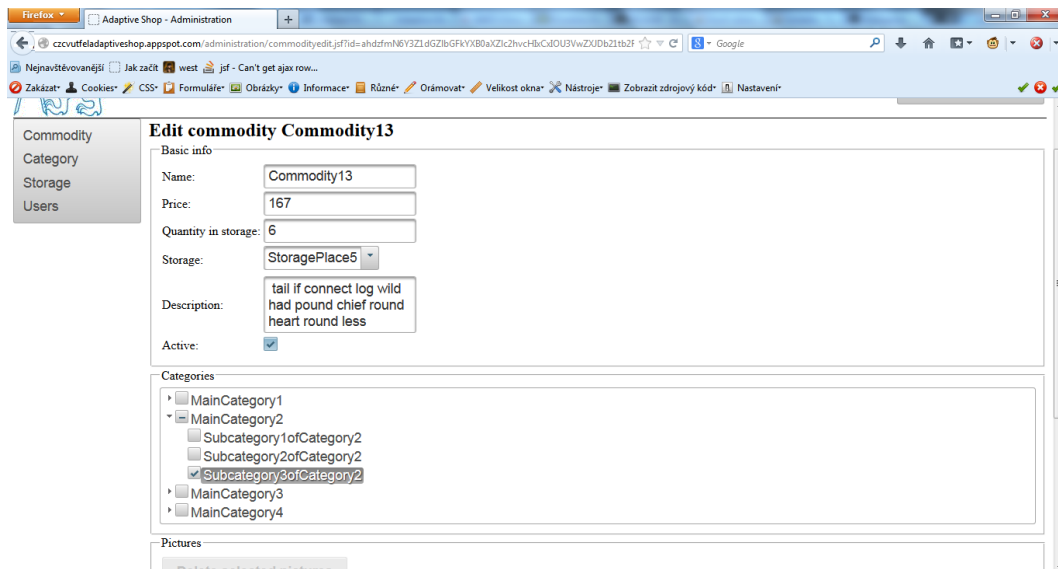 Firefox
Adaptive Shop - Administration
czcvutfeladaptiveshop.appspot.com/administration/commodityedit.jsf?id=
Google
Nejnavštěvovanější Jak začít west jsf - Can't get ajax row...
Zakázat Cookies CSS Formuláře Obrázky Informace Různé Orámovat Velikost okna Nástroje Zobrazit zdrojový kód Nastavení
Commodity
Category
Storage
Users
Edit commodity Commodity13
Basic info
Name: Commodity13
Price: 167
Quantity in storage: 6
Storage: StoragePlace5
Description: tail if connect log wild
had pound chief round
heart round less
Active:
Categories
MainCategory1
MainCategory2
Subcategory1ofCategory2
Subcategory2ofCategory2
Subcategory3ofCategory2
MainCategory3
MainCategory4
Pictures
Delete selected pictures